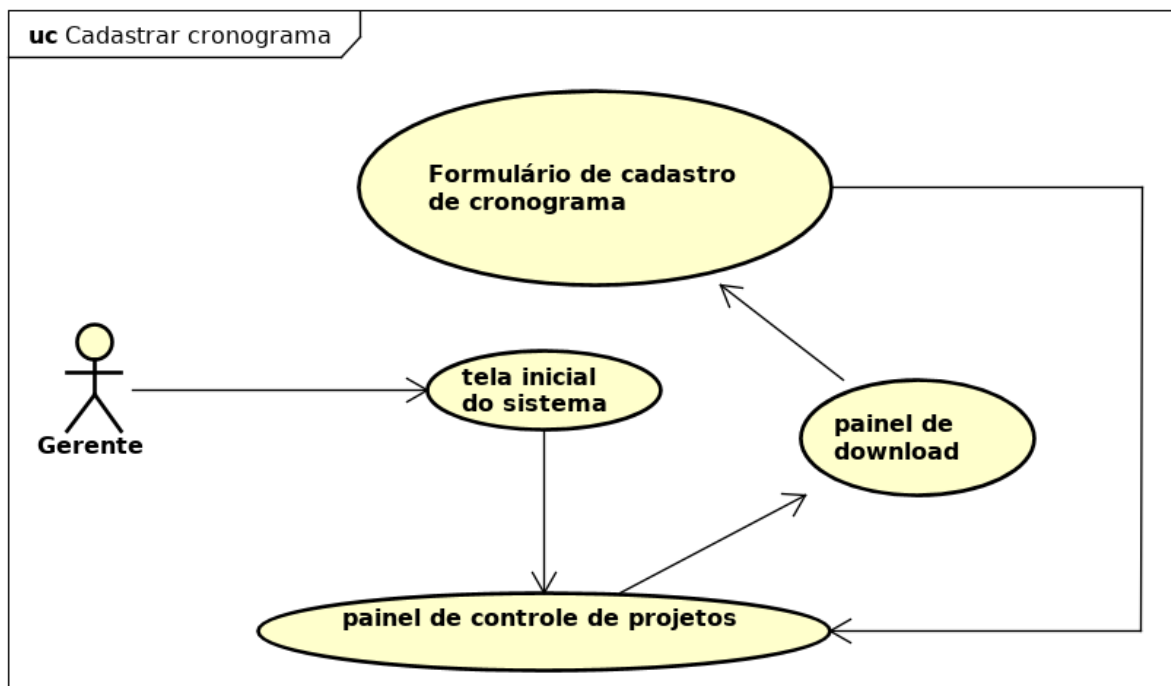 uc Cadastrar cronograma
Formulário de cadastro
de cronograma
tela inicial
do sistema
painel de
download
Gerente
painel de controle de projetos